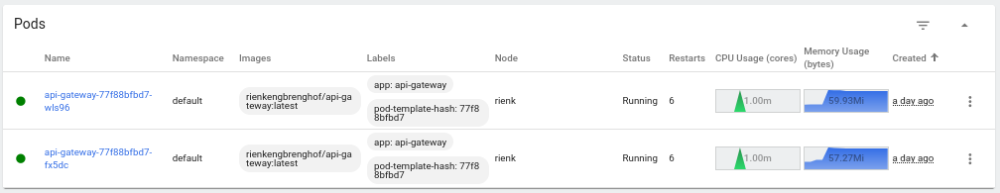 Pods
Name Namespace Images Labels Node Status Restarts CPU Usage (cores) Memory Usage (bytes) Created
api-gateway-77f88bfbd7-wls96 default rienkengbrenghof/api-gateway:latest app: api-gateway pod-template-hash: 77f88bfbd7 rienk Running 6 1.00m 59.93Mi a day ago
api-gateway-77f88bfbd7-fx5dc default rienkengbrenghof/api-gateway:latest app: api-gateway pod-template-hash: 77f88bfbd7 rienk Running 6 1.00m 57.27Mi a day ago